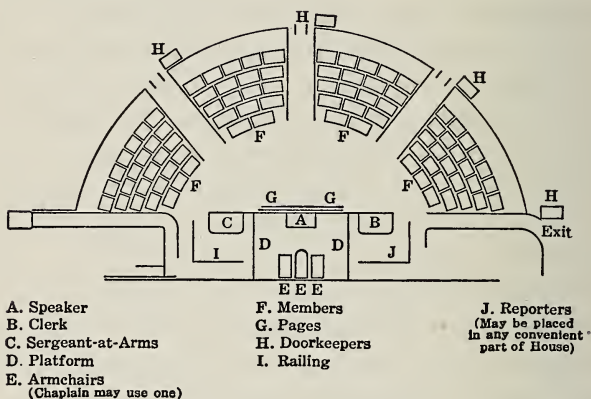 H
H
H
H
F
F
F
F
G G
C
A
B
H
Exit
D
D
I
J
E E E
A. Speaker
B. Clerk
C. Sergeant-at-Arms
D. Platform
E. Armchairs
(Chaplain may use one)
F. Members
G. Pages
H. Doorkeepers
I. Railing
J. Reporters
(May be placed
in any convenient
part of House)